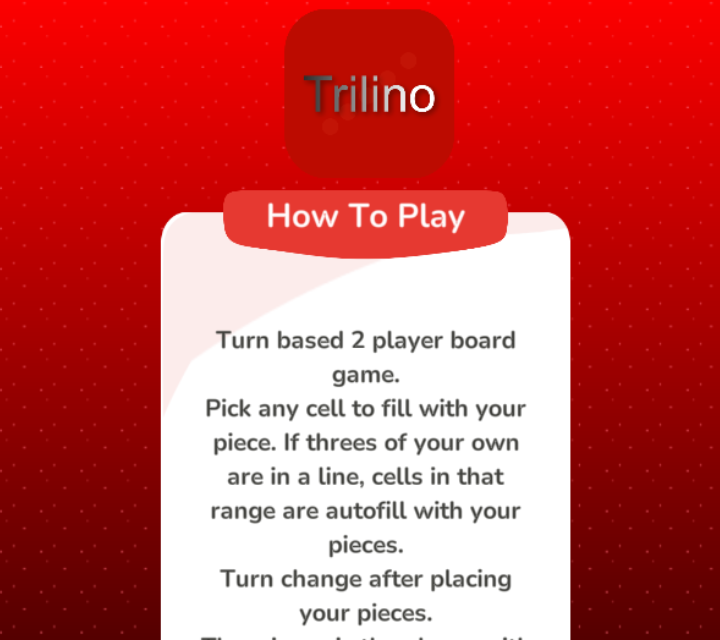 Trilino
How To Play
Turn based 2 player board
game.
Pick any cell to fill with your
piece. If threes of your own
are in a line, cells in that
range are autofill with your
pieces.
Turn change after placing
your pieces.